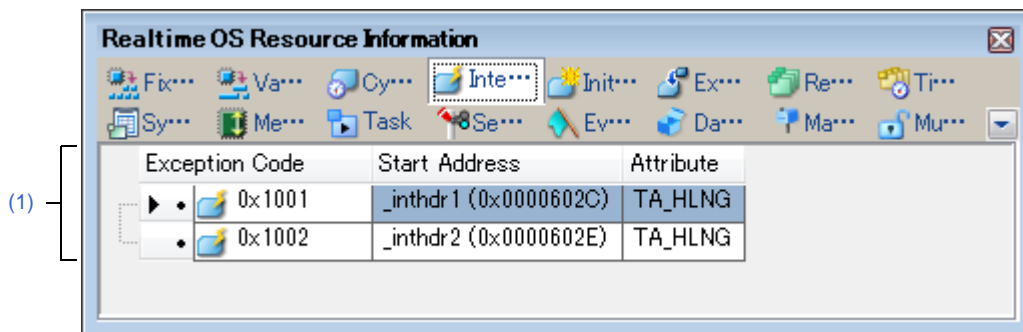 Realtime OS Resource Information
Fix··· Va··· Cy··· Inte··· Init··· Ex··· Re··· Ti···
Sy··· Me··· Task Se··· Ev··· Da··· Ma··· Mu···
(1)
Exception Code Start Address Attribute
0x1001 _inthdr1 (0x0000602C) TA_HLNG
0x1002 _inthdr2 (0x0000602E) TA_HLNG